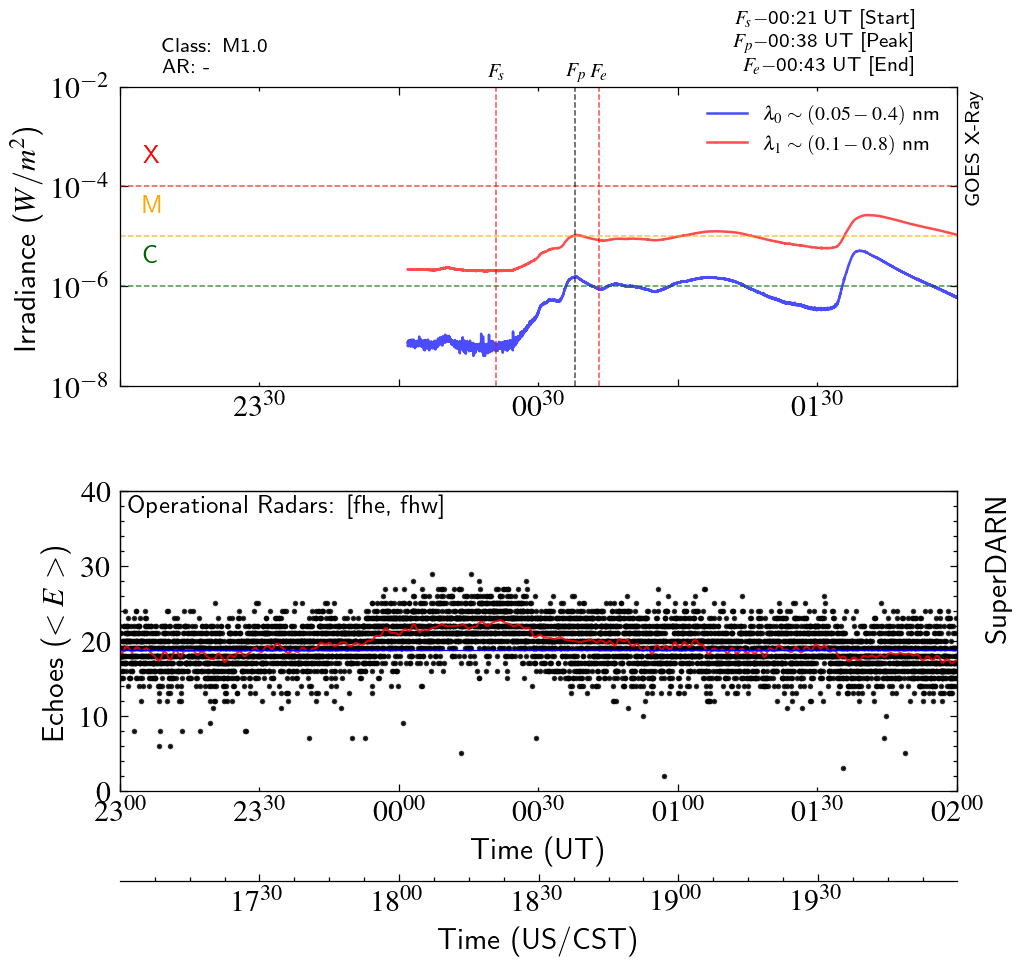 F_s−00:21 UT [Start]
Class: M1.0
F_p−00:38 UT [Peak]
AR: -
F_e−00:43 UT [End]
F_s F_p F_e
Irradiance (W/m^2)
10^−2
10^−4
10^−6
10^−8
X
M
C
λ_0 ∼ (0.05−0.4) nm
λ_1 ∼ (0.1−0.8) nm
GOES X-Ray
23^30 00^30 01^30
Operational Radars: [fhe, fhw]
Echoes (< E >)
40
30
20
10
0
SuperDARN
23^00 23^30 00^00 00^30 01^00 01^30 02^00
Time (UT)
17^30 18^00 18^30 19^00 19^30
Time (US/CST)